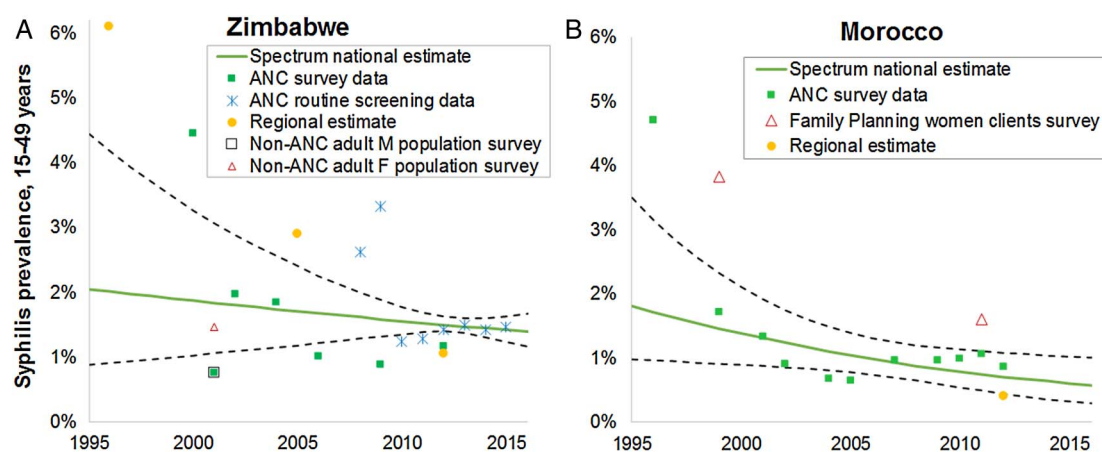 A
Zimbabwe
Spectrum national estimate
ANC survey data
ANC routine screening data
Regional estimate
Non-ANC adult M population survey
Non-ANC adult F population survey
Syphilis prevalence, 15-49 years
6%
5%
4%
3%
2%
1%
0%
1995
2000
2005
2010
2015
B
Morocco
Spectrum national estimate
ANC survey data
Family Planning women clients survey
Regional estimate
6%
5%
4%
3%
2%
1%
0%
1995
2000
2005
2010
2015